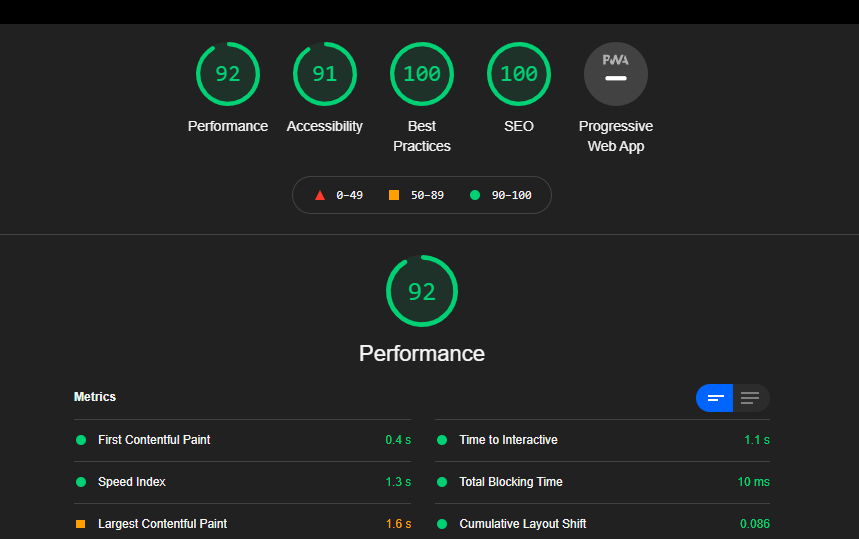 92 91 100 100 PWA
Performance Accessibility Best Practices SEO Progressive Web App
0–49 50–89 90–100
92
Performance
Metrics
First Contentful Paint 0.4 s
Time to Interactive 1.1 s
Speed Index 1.3 s
Total Blocking Time 10 ms
Largest Contentful Paint 1.6 s
Cumulative Layout Shift 0.086